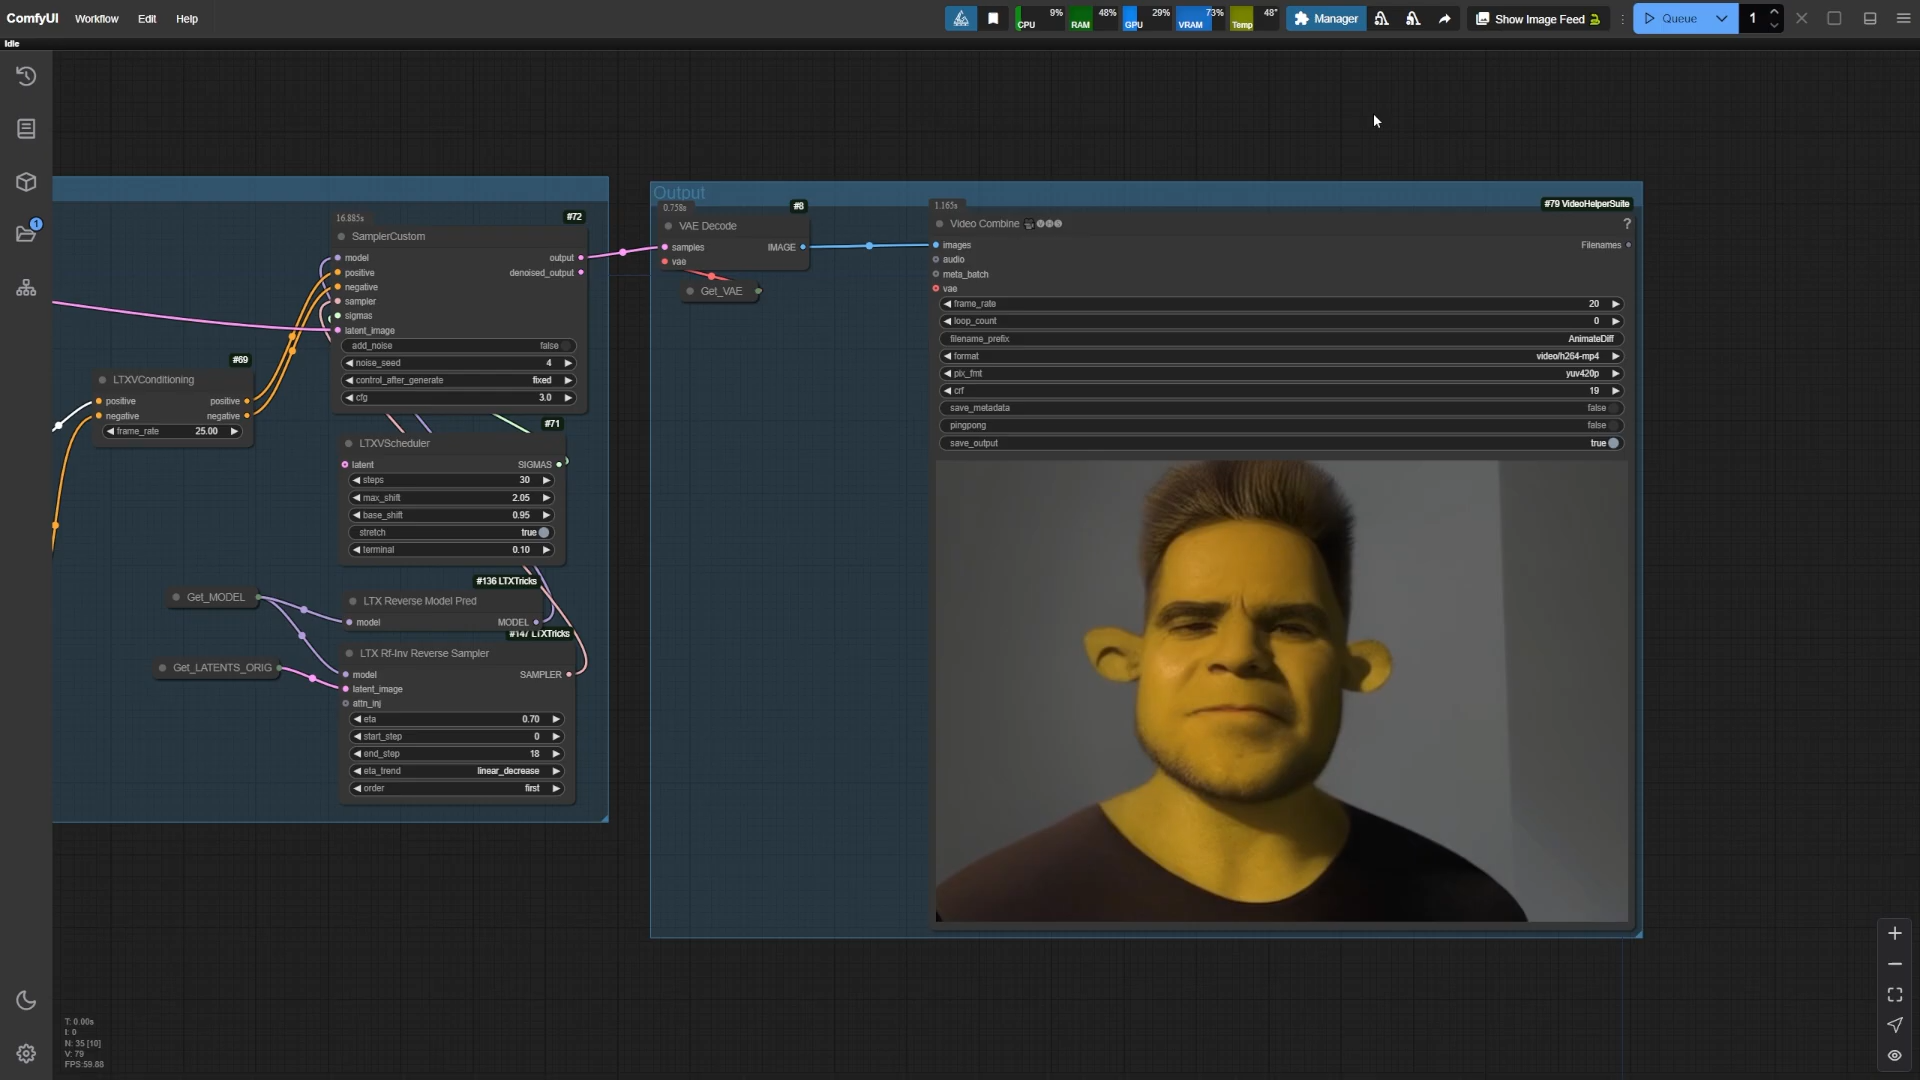 ComfyUI Workflow Edit Help
CPU 9% RAM 48% GPU 29% VRAM 73% Temp 48° Manager Show Image Feed Queue 1
Idle
1
Output
16.885s #72
SamplerCustom
model output
positive denoised_output
negative
sampler
sigmas
latent_image
add_noise false
noise_seed 4
control_after_generate fixed
cfg 3.0
#69
LTXVConditioning
positive positive
negative negative
frame_rate 25.00
#71
LTXVScheduler
latent SIGMAS
steps 30
max_shift 2.05
base_shift 0.95
stretch true
terminal 0.10
Get_MODEL
#136 LTXTricks
LTX Reverse Model Pred
model MODEL
#147 LTXTricks
LTX Rf-Inv Reverse Sampler
Get_LATENTS_ORIG
model SAMPLER
latent_image
attn_inj
eta 0.70
start_step 0
end_step 18
eta_trend linear_decrease
order first
0.758s #8
VAE Decode
samples IMAGE
vae
Get_VAE
1.165s #79 VideoHelperSuite
Video Combine ?
images Filenames
audio
meta_batch
vae
frame_rate 20
loop_count 0
filename_prefix AnimateDiff
format video/h264-mp4
pix_fmt yuv420p
crf 19
save_metadata false
pingpong false
save_output true
T: 0.00s
I: 0
N: 35 [10]
V: 79
FPS:59.88